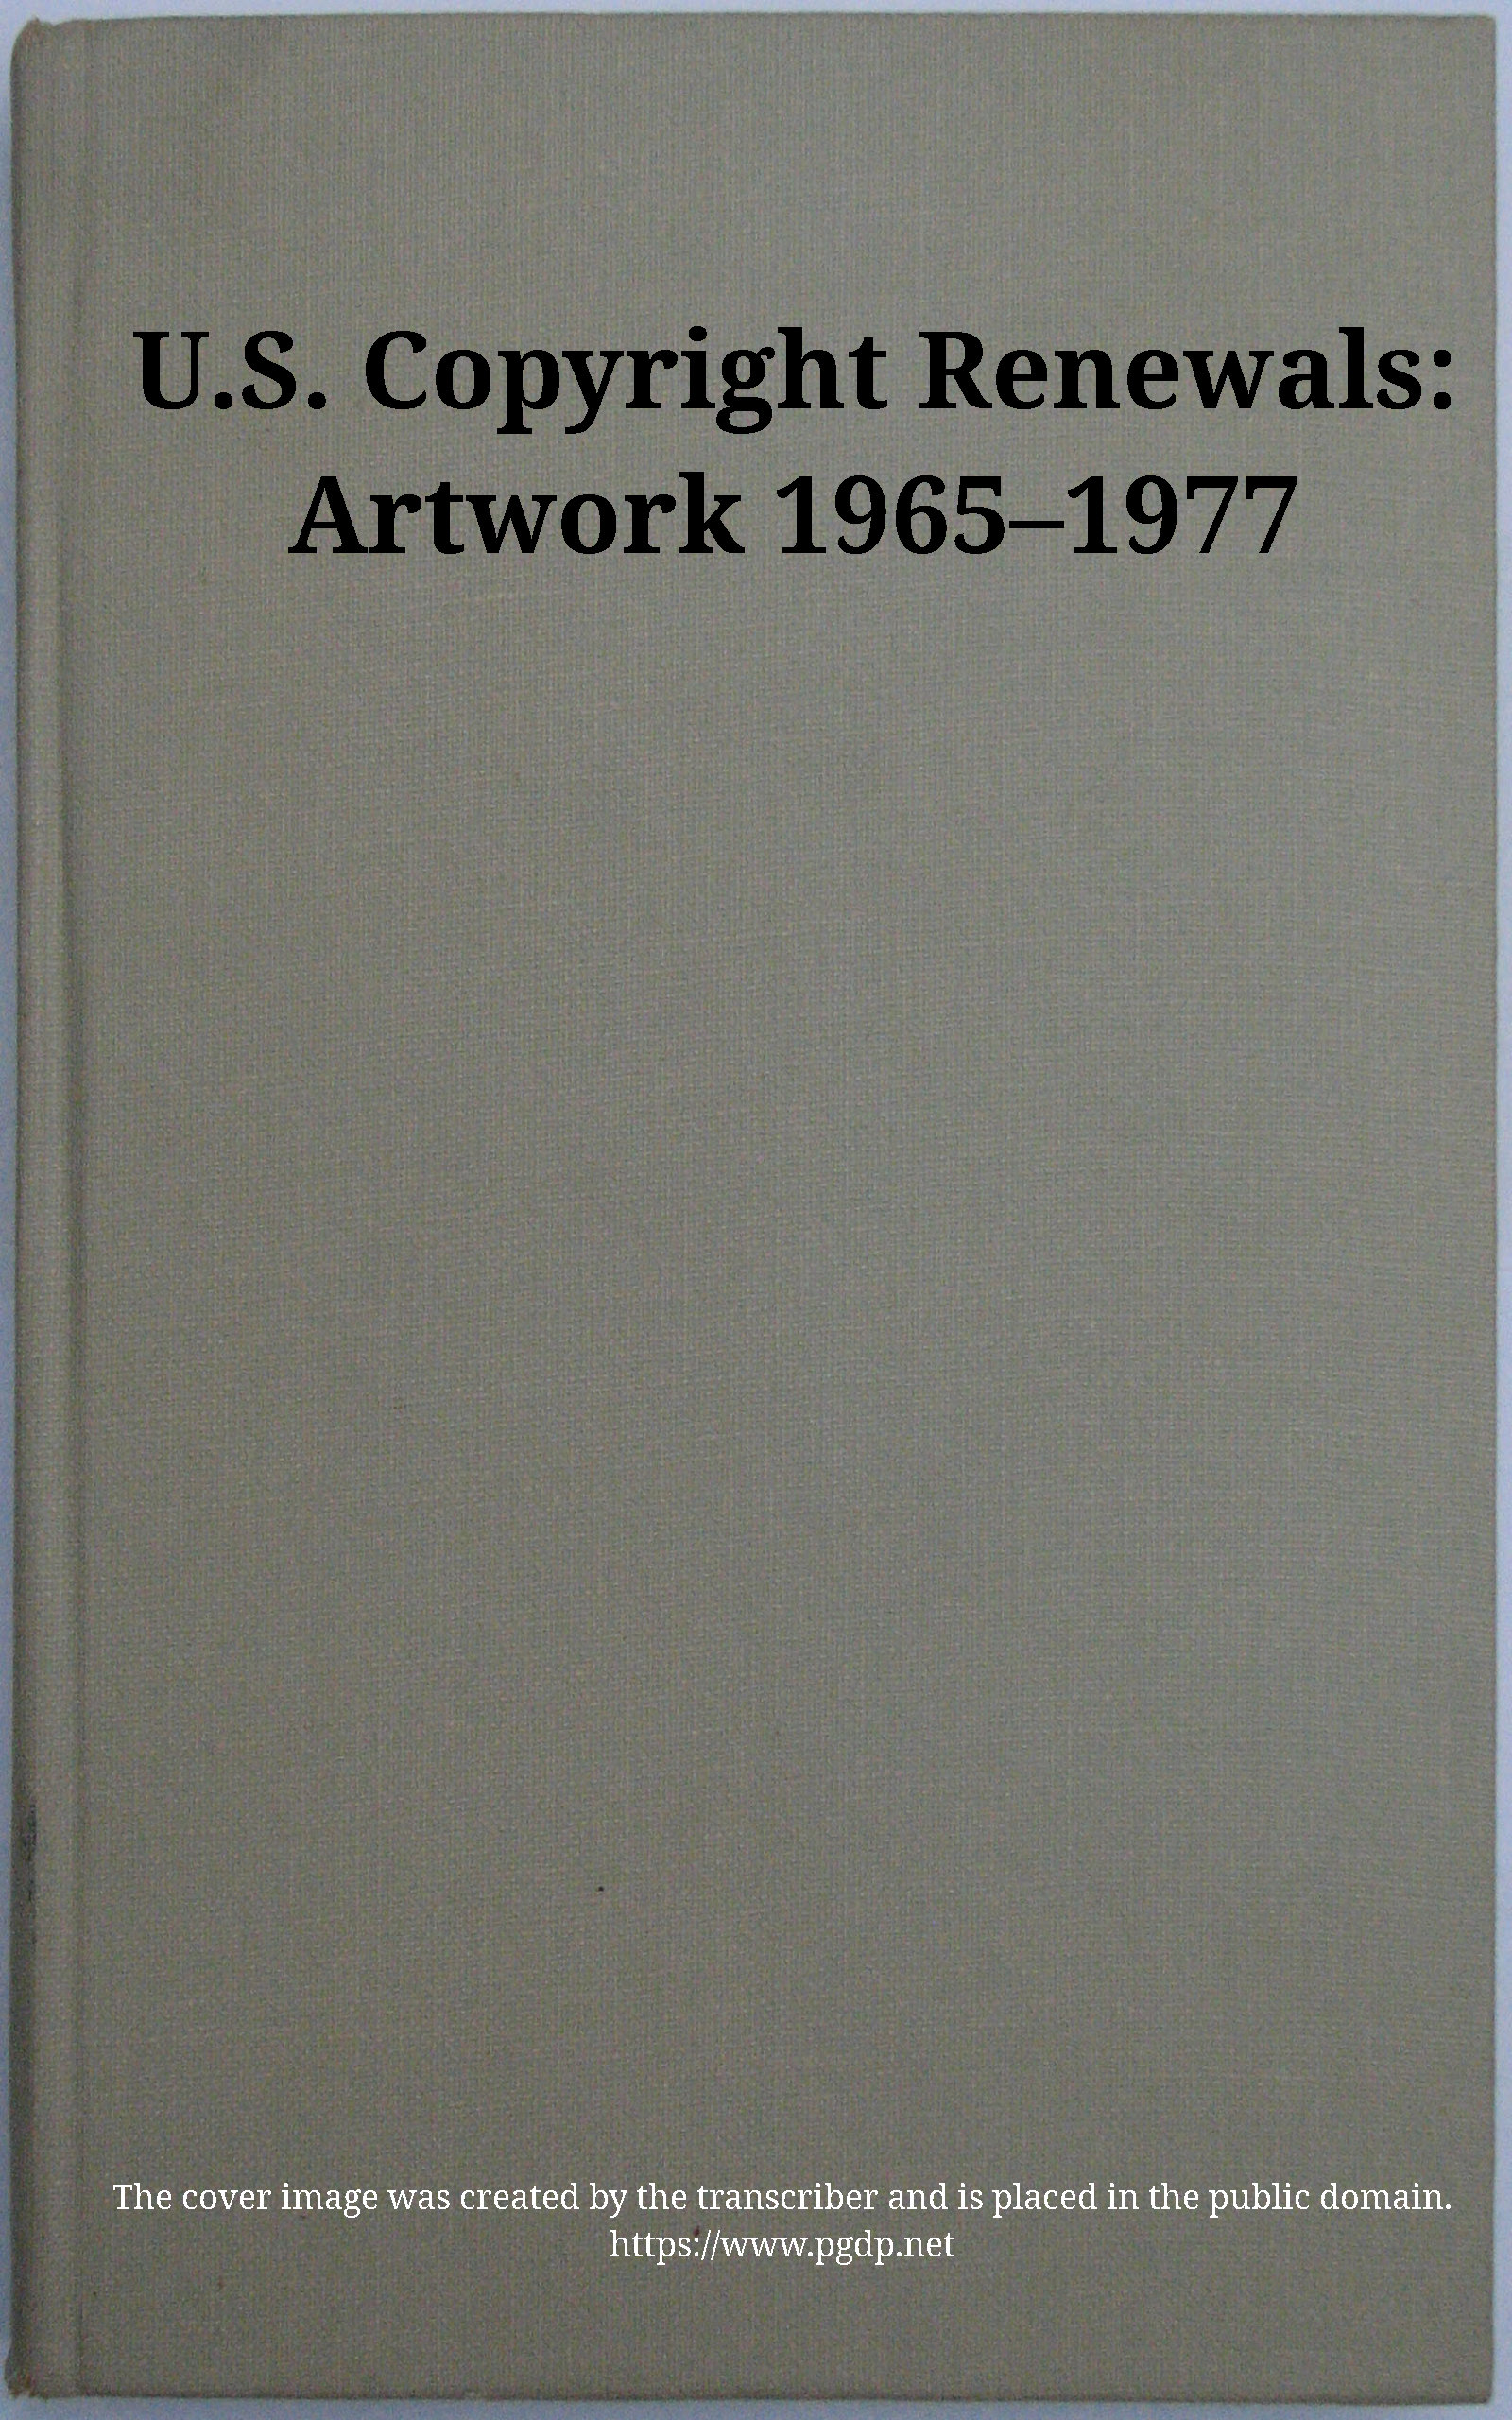 U.S. Copyright Renewals:
Artwork 1965–1977
The cover image was created by the transcriber and is placed in the public domain.
https://www.pgdp.net